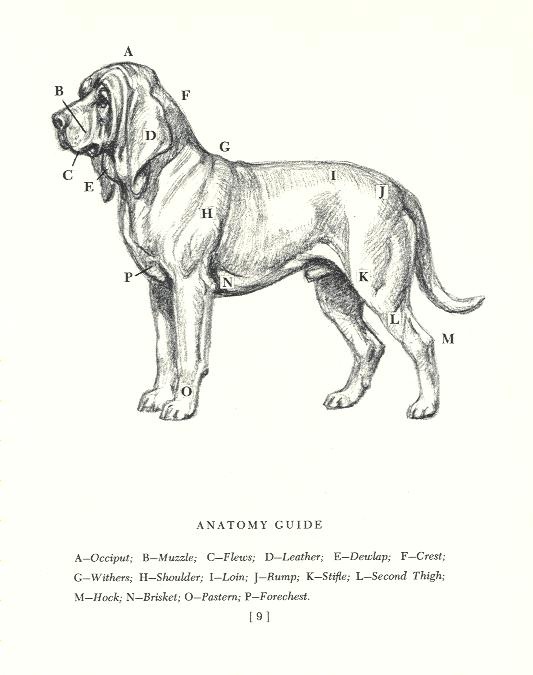 A
B
F
D
G
C
E
I
J
H
P
N
K
L
M
O
ANATOMY GUIDE
A—Occiput; B—Muzzle; C—Flews; D—Leather; E—Dewlap; F—Crest;
G—Withers; H—Shoulder; I—Loin; J—Rump; K—Stifle; L—Second Thigh;
M—Hock; N—Brisket; O—Pastern; P—Forechest.
[ 9 ]